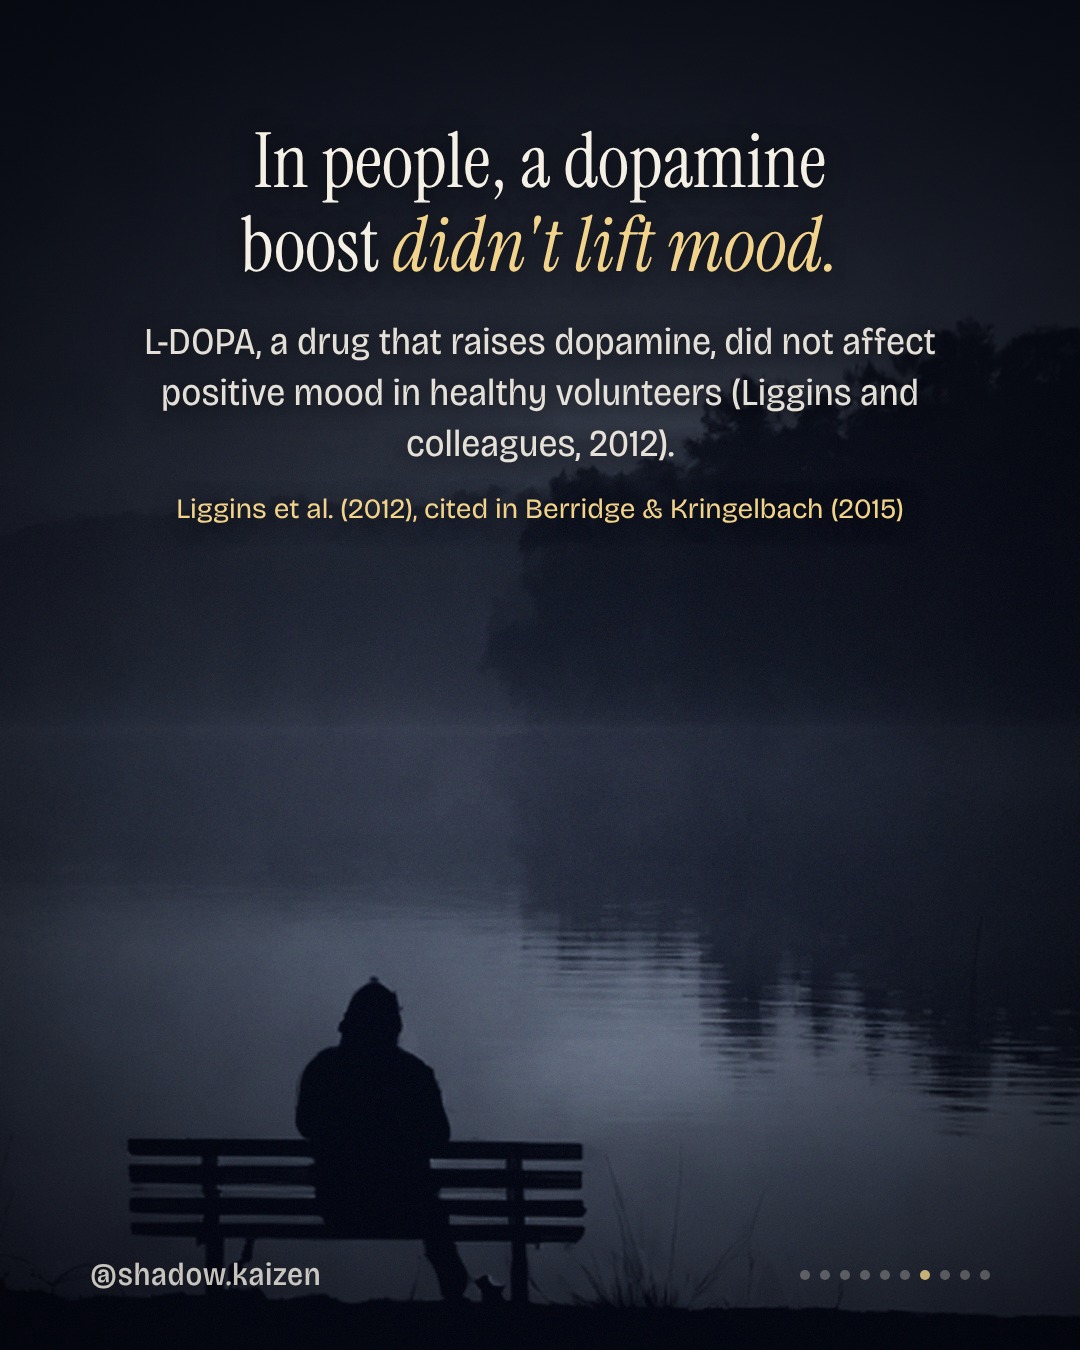 In people, a dopamine
boost didn't lift mood.
L-DOPA, a drug that raises dopamine, did not affect
positive mood in healthy volunteers (Liggins and
colleagues, 2012).
Liggins et al. (2012), cited in Berridge & Kringelbach (2015)
@shadow.kaizen